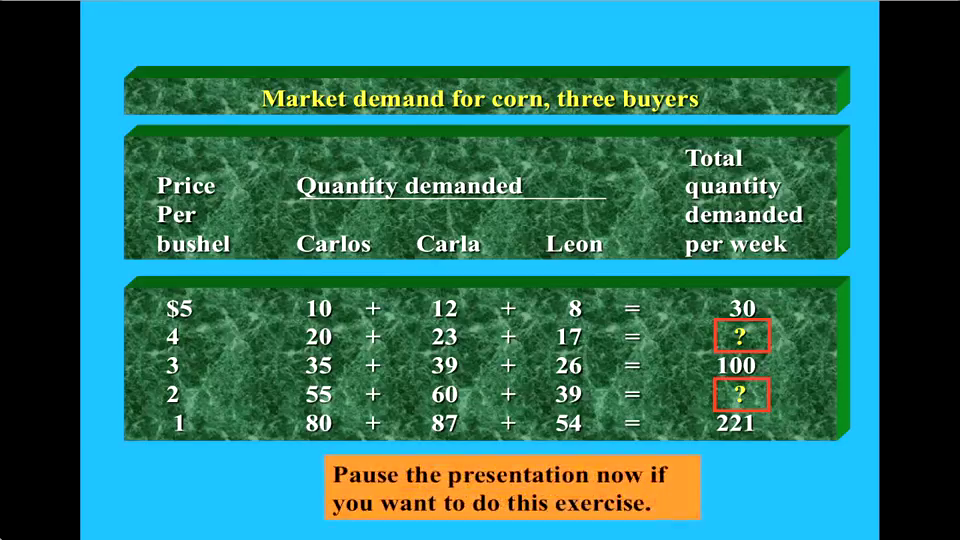 Market demand for corn, three buyers
Total
Price Quantity demanded quantity
Per demanded
bushel Carlos Carla Leon per week
$5 10 + 12 + 8 = 30
4 20 + 23 + 17 = ?
3 35 + 39 + 26 = 100
2 55 + 60 + 39 = ?
1 80 + 87 + 54 = 221
Pause the presentation now if
you want to do this exercise.